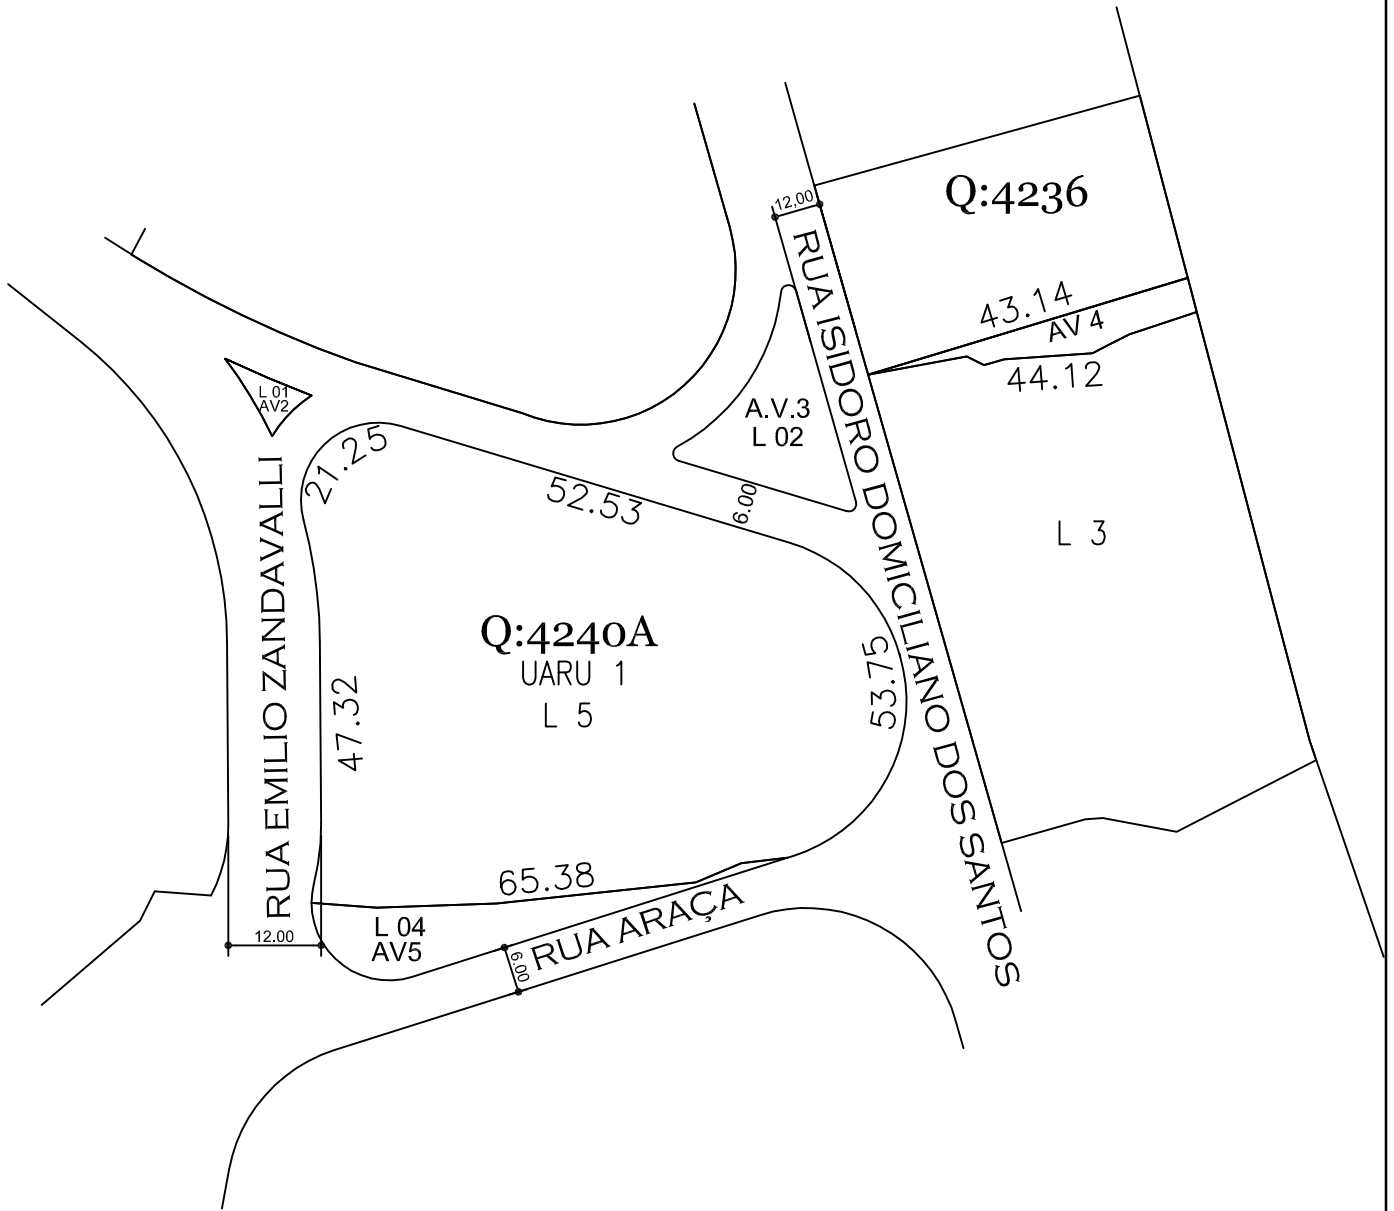 12,00
Q:4236
RUA ISIDORO DOMICILIANO DOS SANTOS
43.14
AV 4
44.12
L 01
AV2
A.V.3
L 02
21.25
52.53
6.00
L 3
RUA EMILIO ZANDAVALLI
Q:4240A
UARU 1
L 5
47.32
53.75
65.38
L 04
AV5
RUA ARAÇA
12.00
6.00